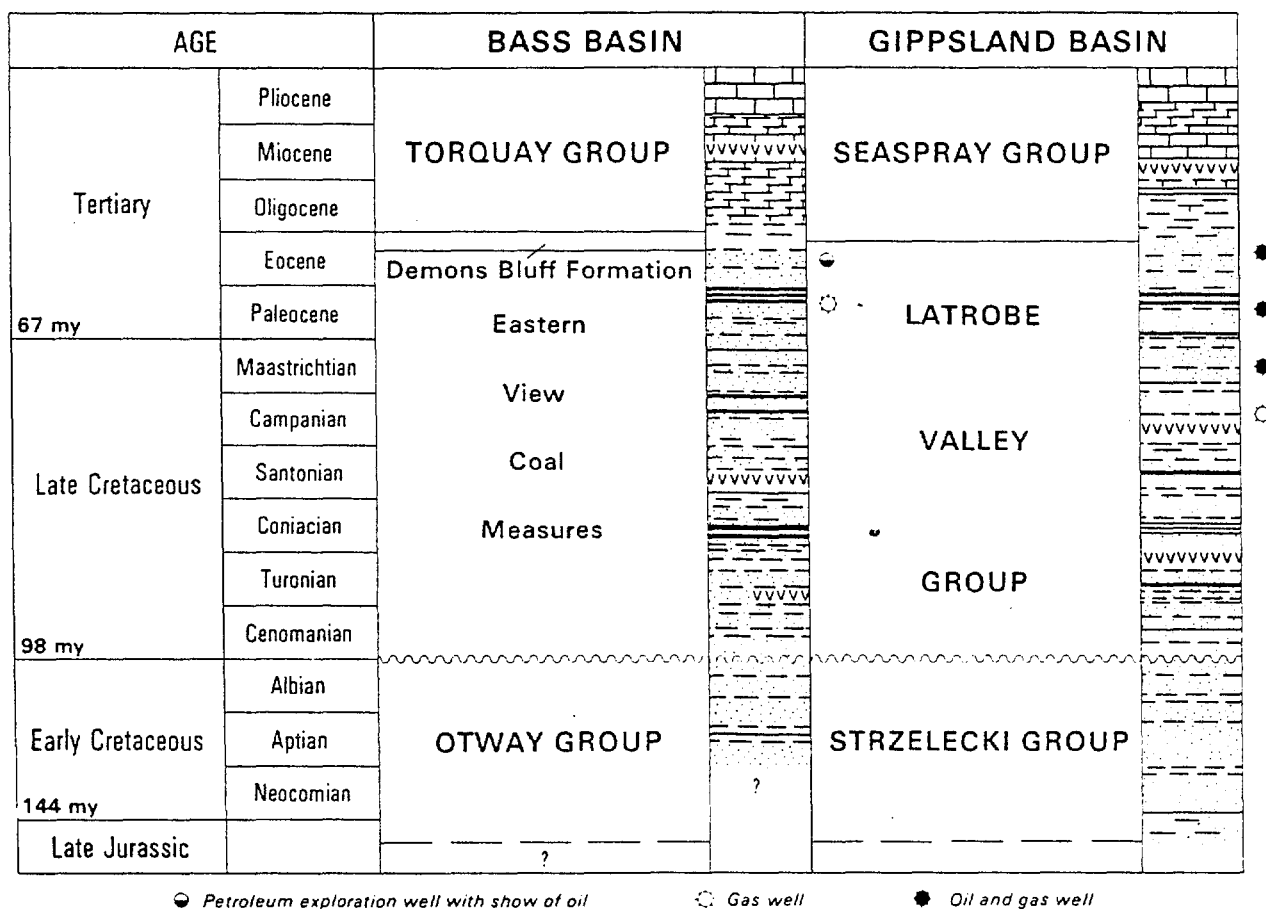 AGE
BASS BASIN
GIPPSLAND BASIN
Tertiary
Pliocene
Miocene
Oligocene
Eocene
Paleocene
67 my
TORQUAY GROUP
SEASPRAY GROUP
Demons Bluff Formation
Eastern
View
Coal
Measures
LATROBE
VALLEY
GROUP
Late Cretaceous
Maastrichtian
Campanian
Santonian
Coniacian
Turonian
Cenomanian
98 my
Early Cretaceous
Albian
Aptian
Neocomian
144 my
OTWAY GROUP
?
STRZELECKI GROUP
Late Jurassic
?
Petroleum exploration well with show of oil
Gas well
Oil and gas well